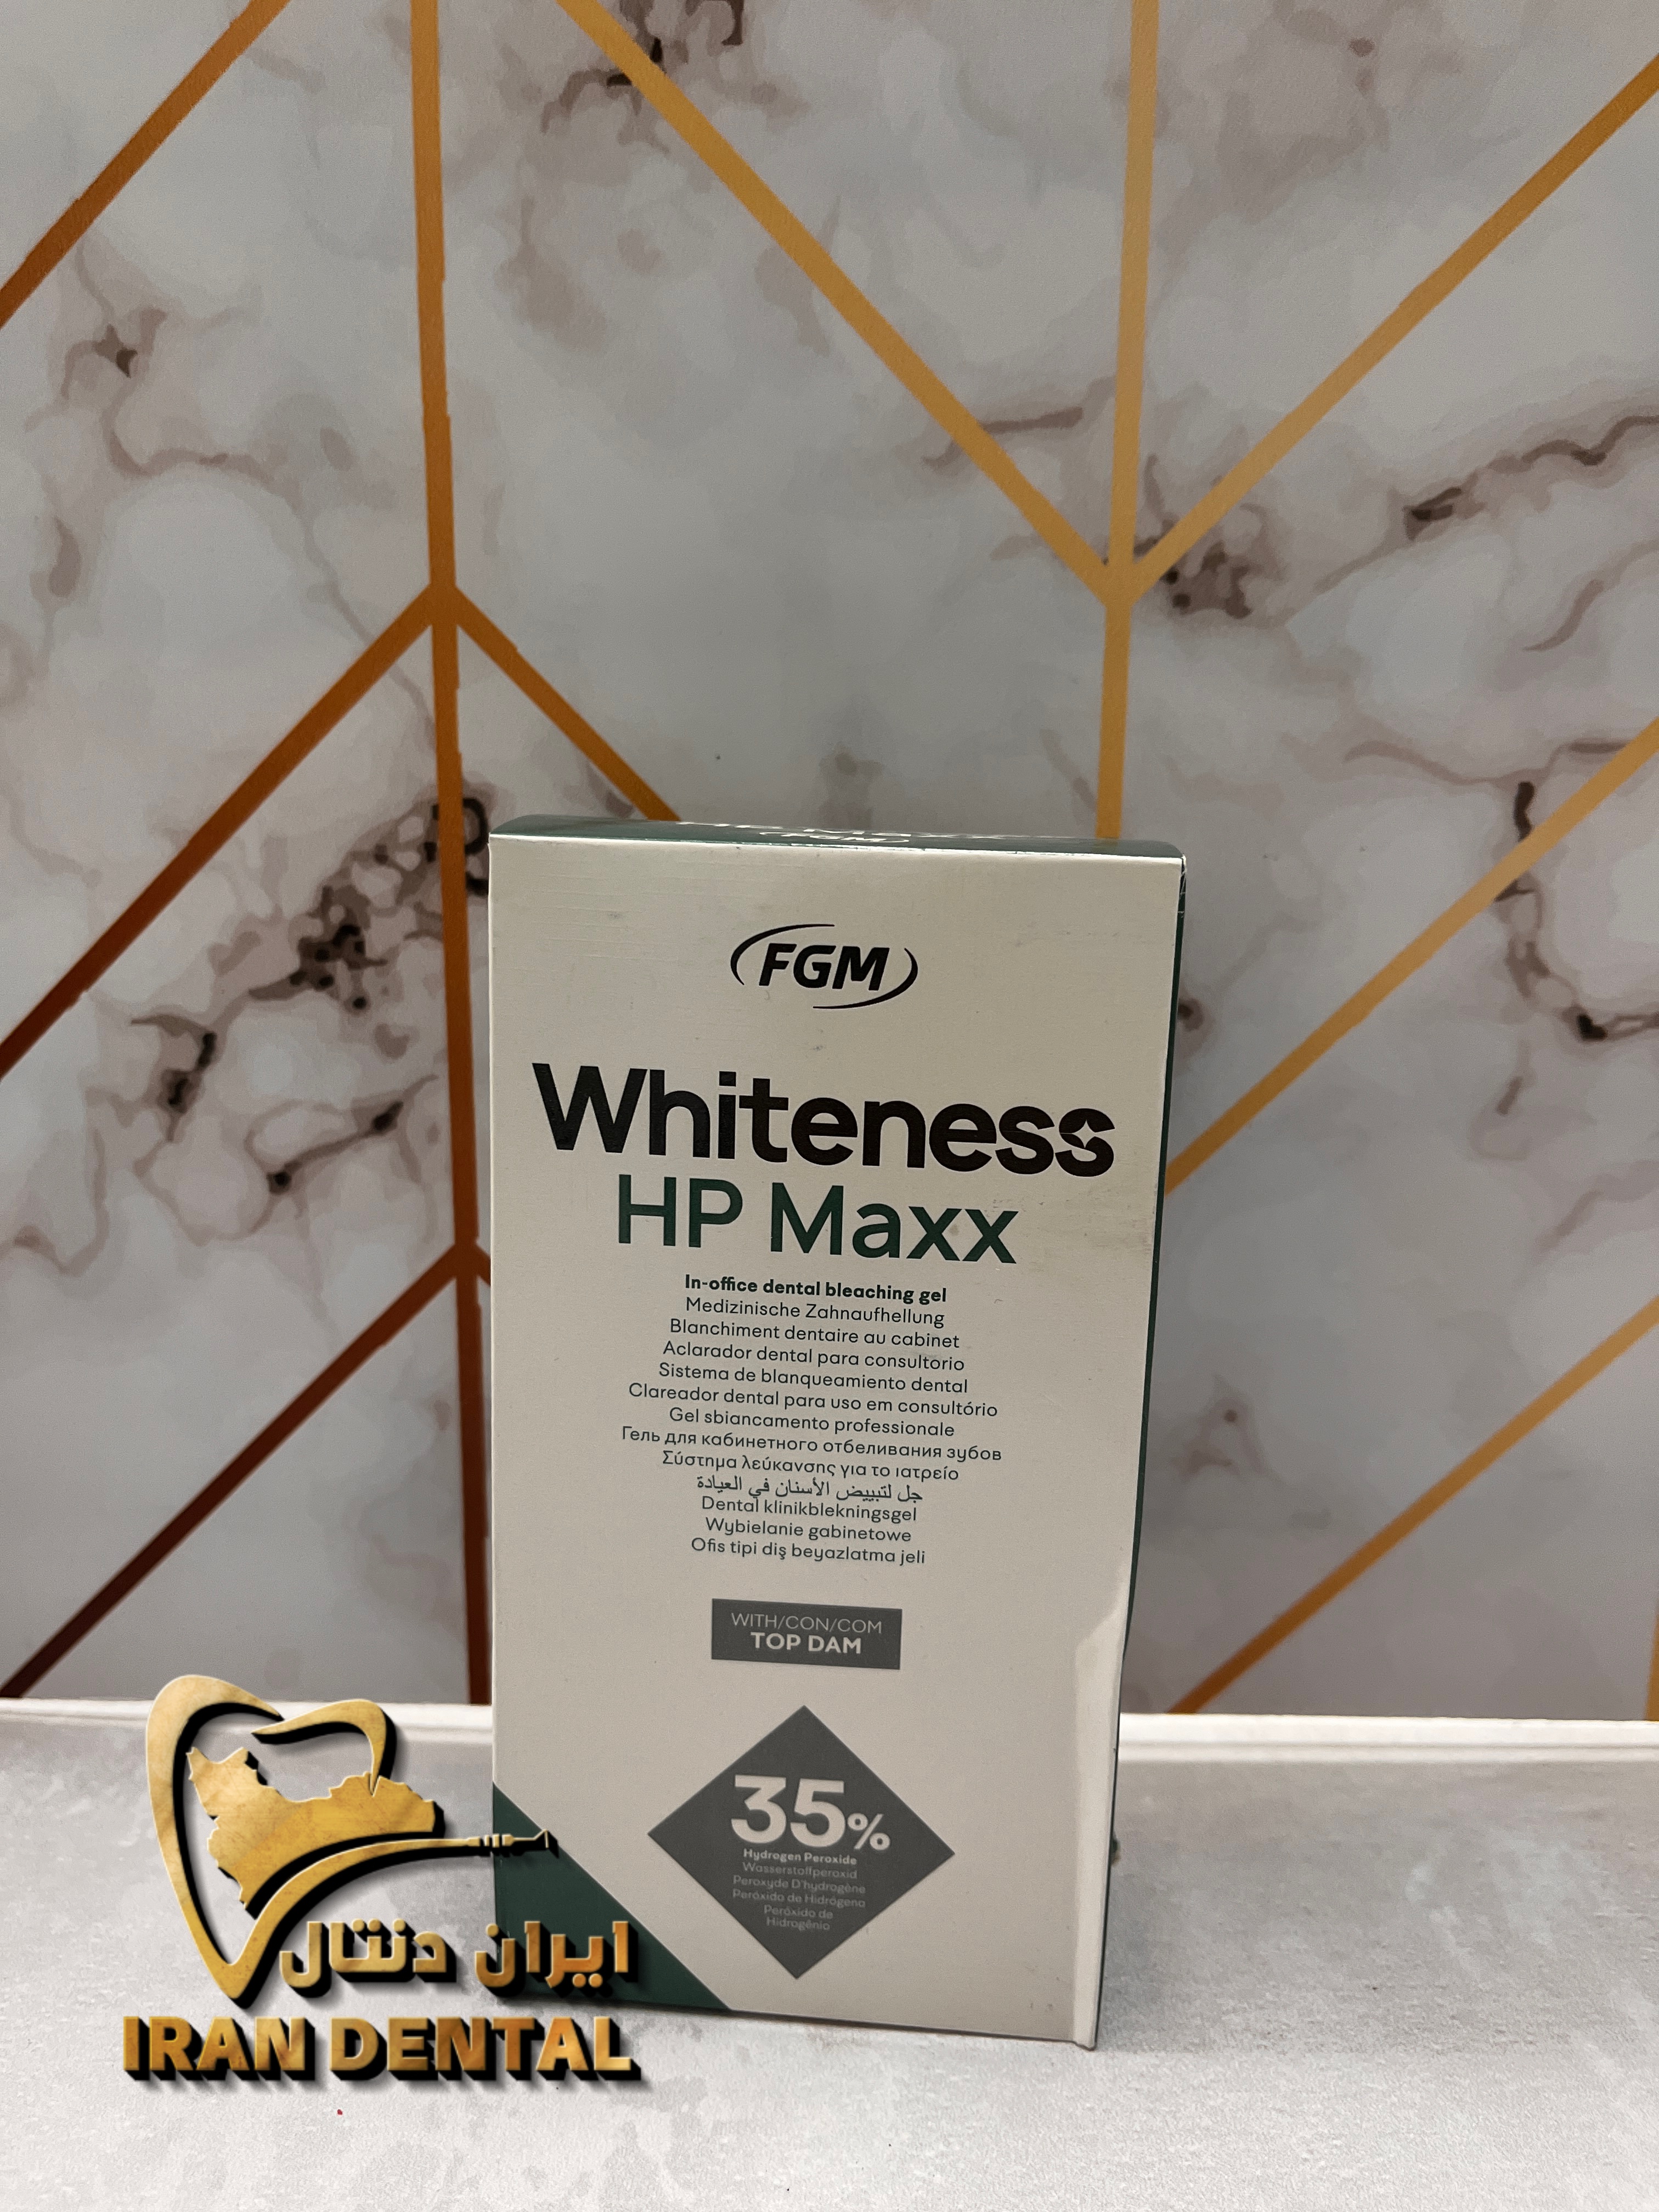 FGM
Whiteness
HP Maxx
In-office dental bleaching gel
Medizinische Zahnaufhellung
Blanchiment dentaire au cabinet
Aclarador dental para consultorio
Sistema de blanqueamiento dental
Clareador dental para uso em consultório
Gel sbiancamento professionale
Гель для кабинетного отбеливания зубов
Σύστημα λεύκανσης για το ιατρείο
جل لتبييض الأسنان في العيادة
Dental klinikblekningsgel
Wybielanie gabinetowe
Ofis tipi diş beyazlatma jeli
WITH/CON/COM
TOP DAM
35%
Hydrogen Peroxide
Wasserstoffperoxid
Peroxyde D'hydrogène
Peróxido de Hidrógeno
Peróxido de
Hidrogênio
ایران دنتال
IRAN DENTAL